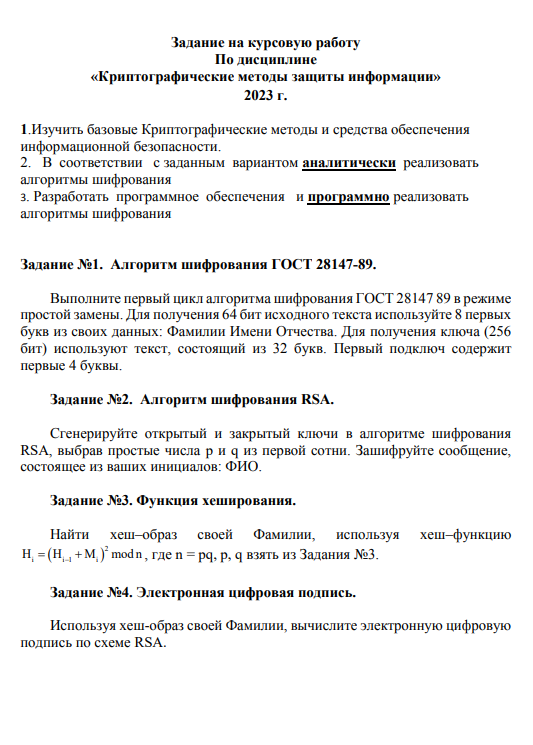 Задание на курсовую работу
По дисциплине
«Криптографические методы защиты информации»
2023 г.
1.Изучить базовые Криптографические методы и средства обеспечения
информационной безопасности.
2. В соответствии с заданным вариантом аналитически реализовать
алгоритмы шифрования
3. Разработать программное обеспечения и программно реализовать
алгоритмы шифрования
Задание №1. Алгоритм шифрования ГОСТ 28147-89.
Выполните первый цикл алгоритма шифрования ГОСТ 28147 89 в режиме
простой замены. Для получения 64 бит исходного текста используйте 8 первых
букв из своих данных: Фамилии Имени Отчества. Для получения ключа (256
бит) используют текст, состоящий из 32 букв. Первый подключ содержит
первые 4 буквы.
Задание №2. Алгоритм шифрования RSA.
Сгенерируйте открытый и закрытый ключи в алгоритме шифрования
RSA, выбрав простые числа p и q из первой сотни. Зашифруйте сообщение,
состоящее из ваших инициалов: ФИО.
Задание №3. Функция хеширования.
Найти хеш–образ своей Фамилии, используя хеш–функцию
H_i = (H_{i-1} + M_i)^2 mod n , где n = pq, p, q взять из Задания №3.
Задание №4. Электронная цифровая подпись.
Используя хеш-образ своей Фамилии, вычислите электронную цифровую
подпись по схеме RSA.